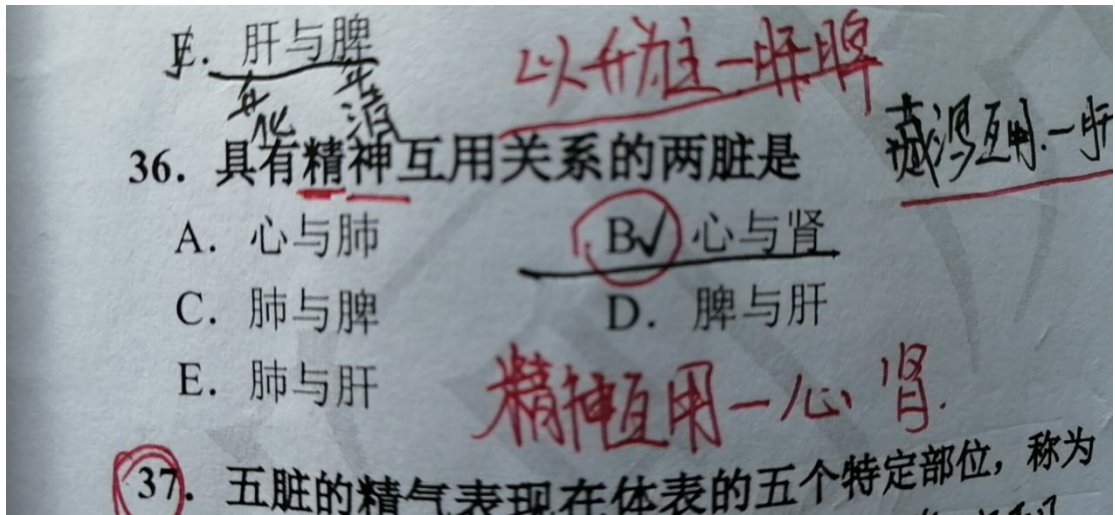 E. 肝与脾
以升为主一肝脾
藏泻互用.一肝
36. 具有精神互用关系的两脏是
A. 心与肺
B✓ 心与肾
C. 肺与脾
D. 脾与肝
E. 肺与肝
精神互用一心肾.
37. 五脏的精气表现在体表的五个特定部位，称为